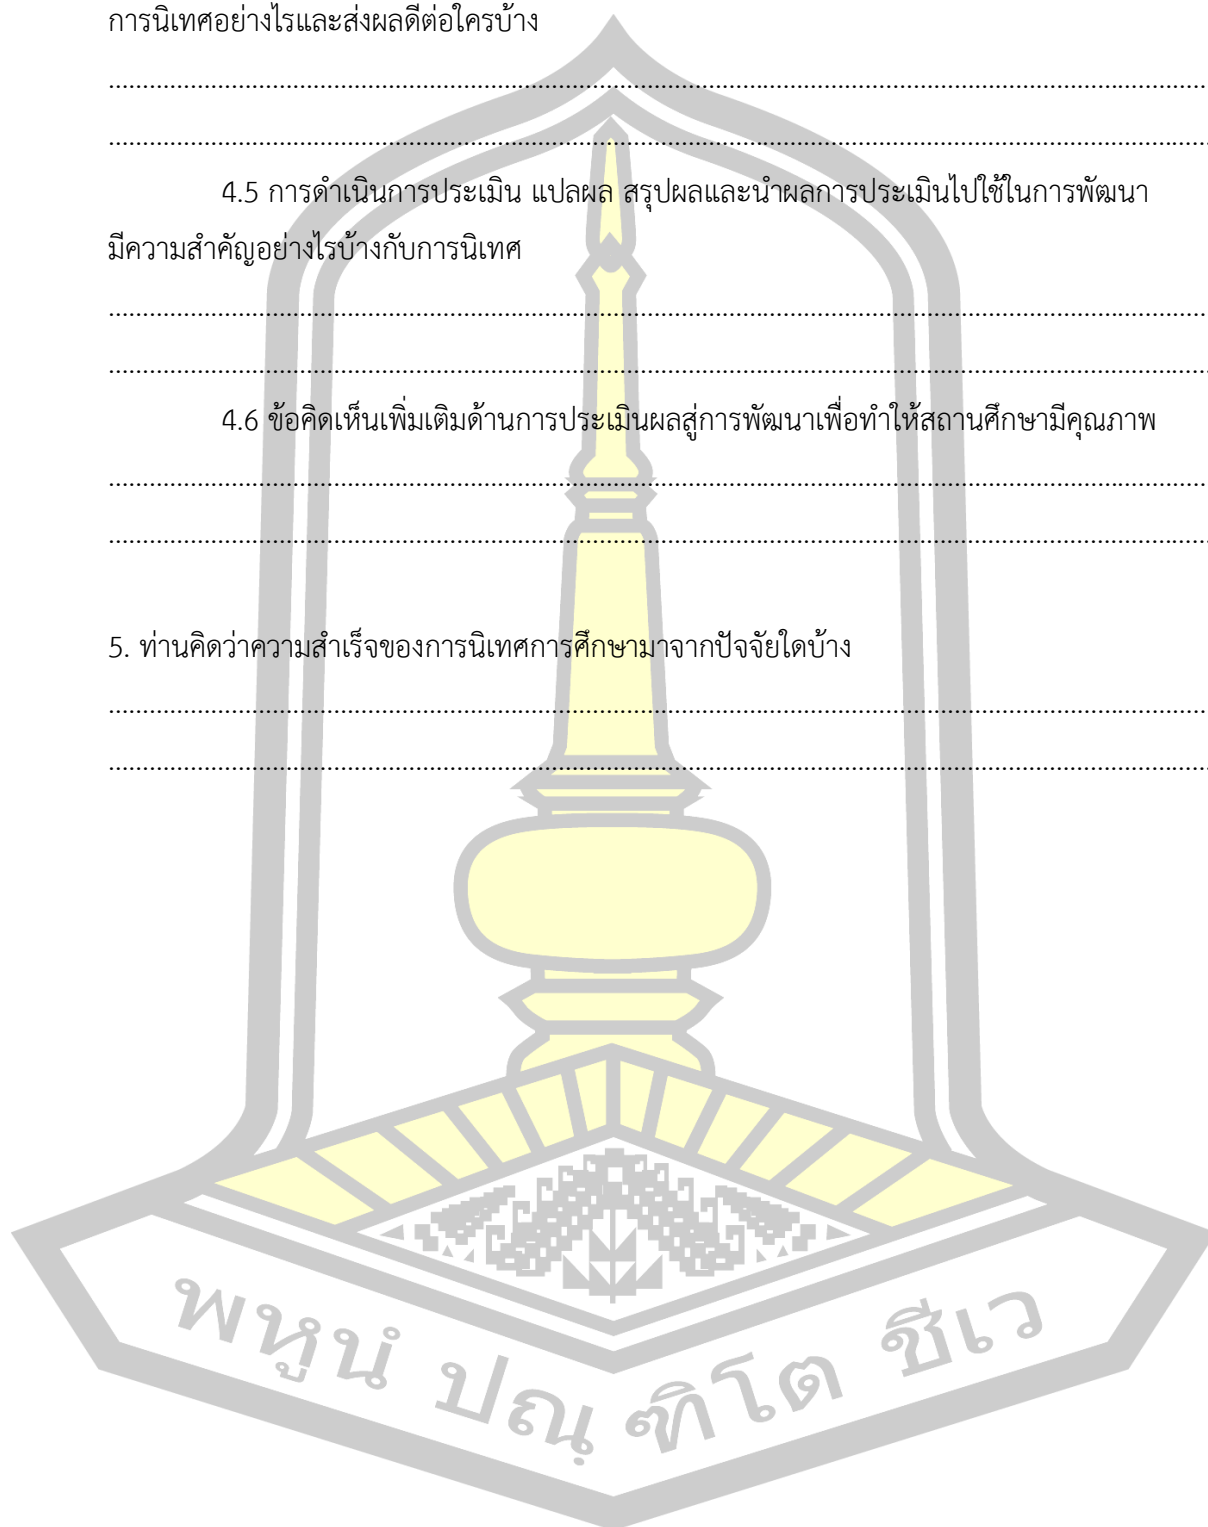 การนิเทศอย่างไรและส่งผลดีต่อใครบ้าง
4.5 การดำเนินการประเมิน แปลผล สรุปผลและนำผลการประเมินไปใช้ในการพัฒนา
มีความสำคัญอย่างไรบ้างกับการนิเทศ
4.6 ข้อคิดเห็นเพิ่มเติมด้านการประเมินผลสู่การพัฒนาเพื่อทำให้สถานศึกษามีคุณภาพ
5. ท่านคิดว่าความสำเร็จของการนิเทศการศึกษามาจากปัจจัยใดบ้าง
พหูนํ ปณฺฑิโต ชีเว